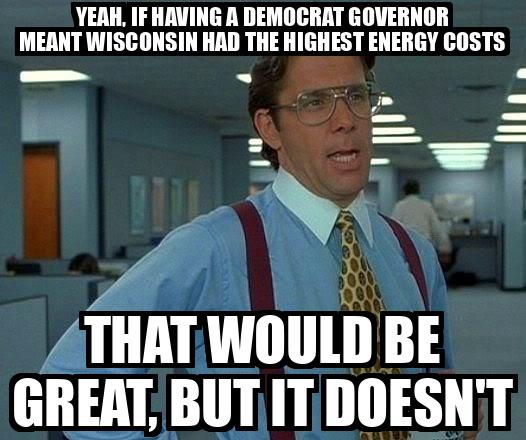 YEAH, IF HAVING A DEMOCRAT GOVERNOR
MEANT WISCONSIN HAD THE HIGHEST ENERGY COSTS
THAT WOULD BE
GREAT, BUT IT DOESN'T